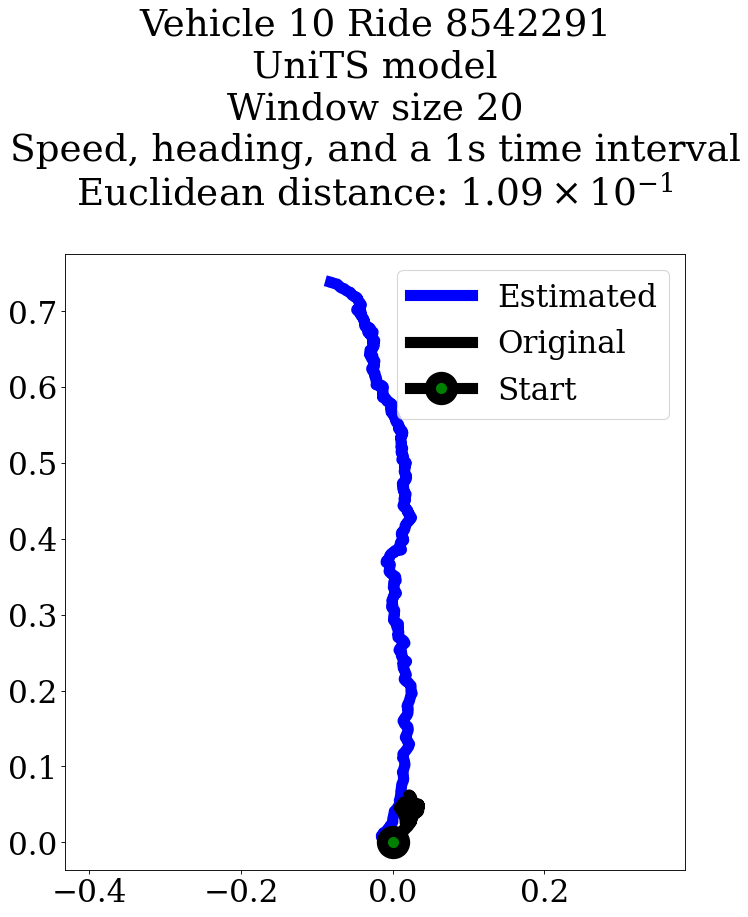 Vehicle 10 Ride 8542291
UniTS model
Window size 20
Speed, heading, and a 1s time interval
Euclidean distance: 1.09 × 10⁻¹
Estimated
Original
Start
0.7
0.6
0.5
0.4
0.3
0.2
0.1
0.0
−0.4 −0.2 0.0 0.2